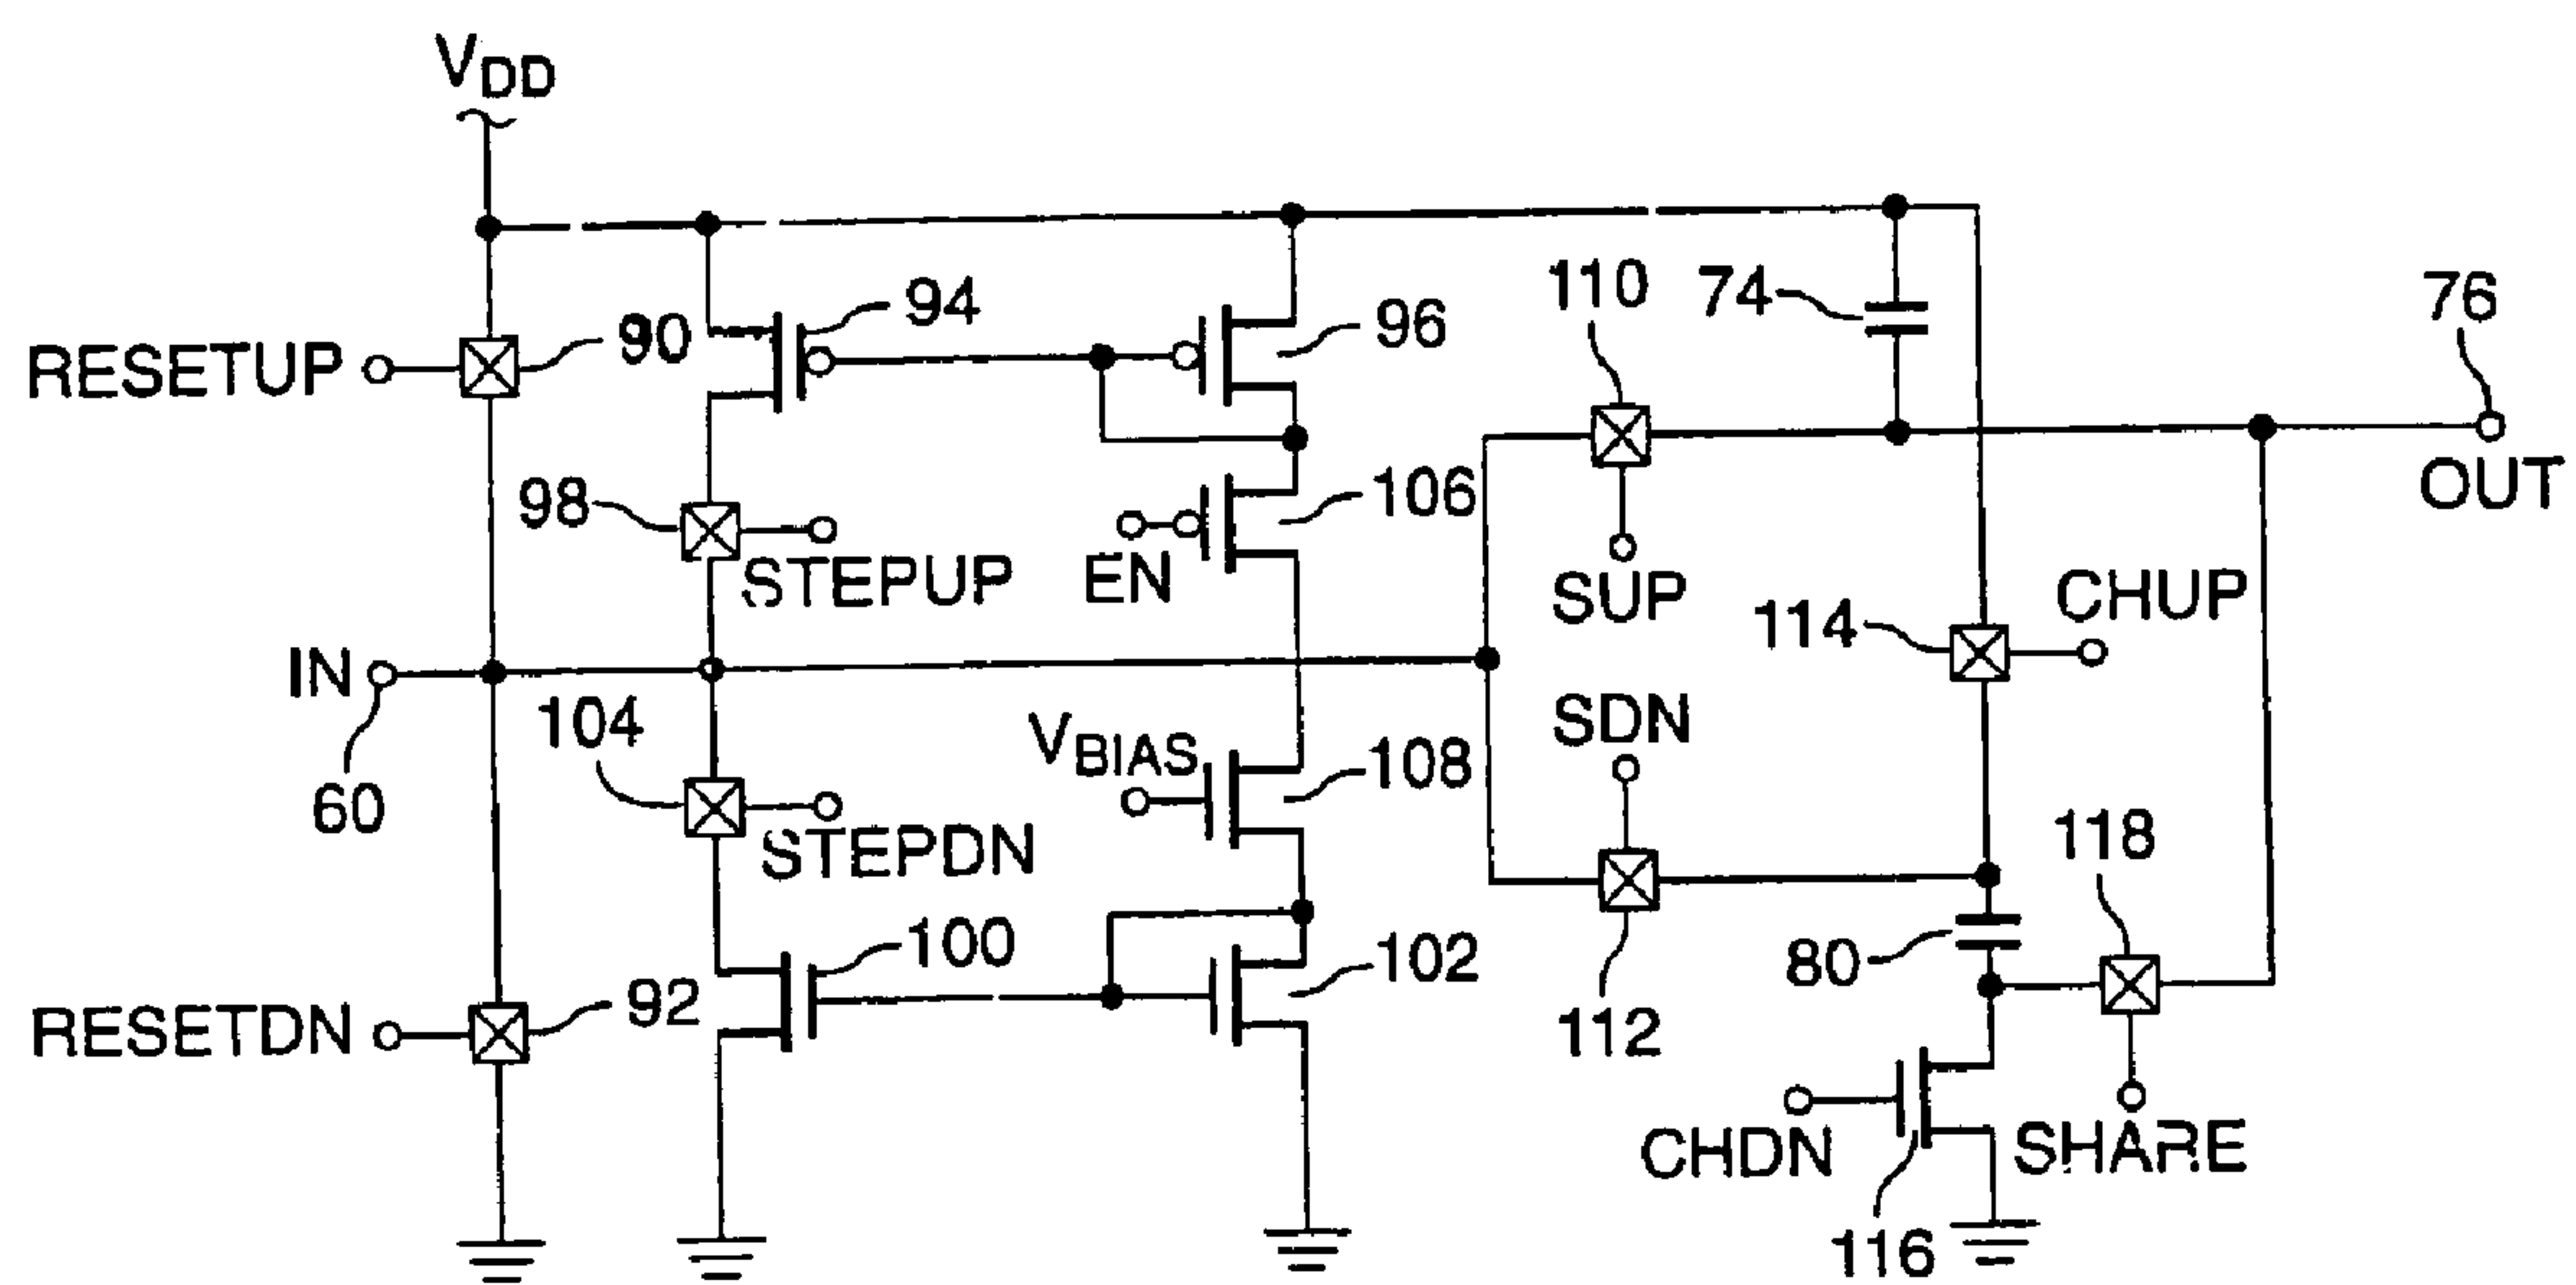 VDD
RESETUP
90
94
96
110
74
76
OUT
98
STEPUP
EN
106
SUP
114
CHUP
IN
60
104
STEPDN
VBIAS
108
SDN
118
RESETDN
92
100
102
112
80
CHDN
SHARE
116